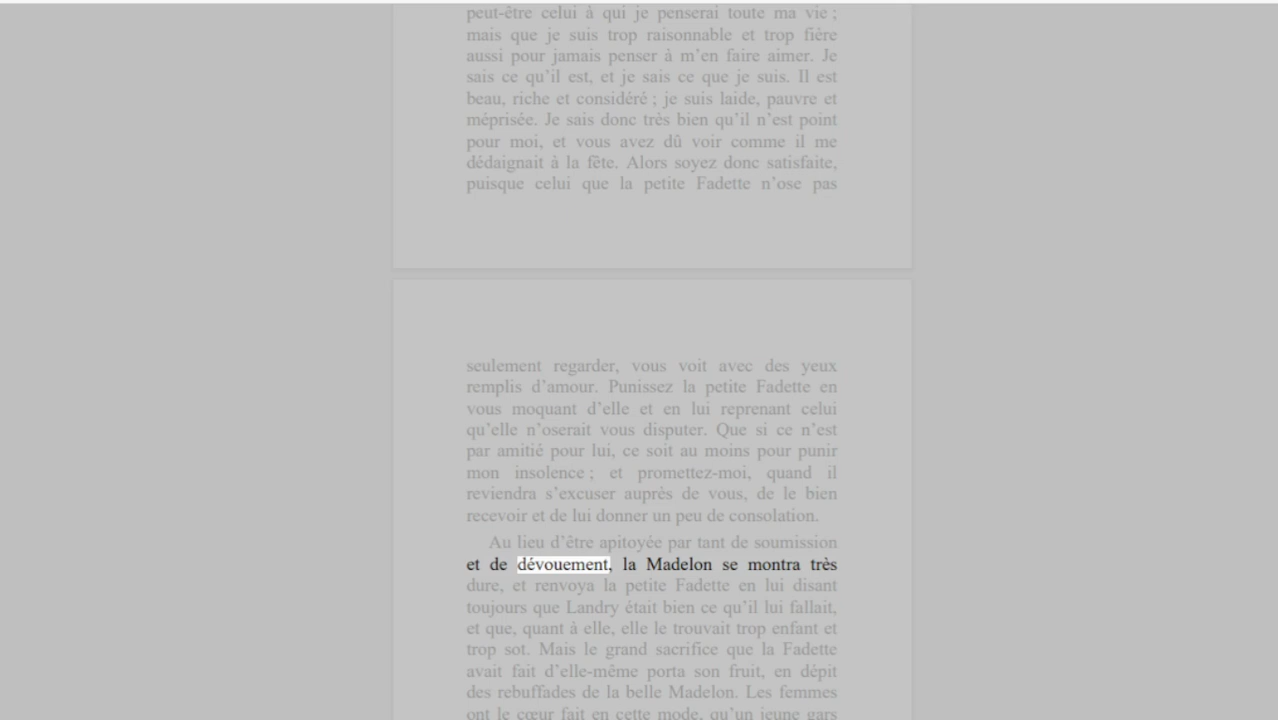 peut-être celui à qui je penserai toute ma vie ;
mais que je suis trop raisonnable et trop fière
aussi pour jamais penser à m’en faire aimer. Je
sais ce qu’il est, et je sais ce que je suis. Il est
beau, riche et considéré ; je suis laide, pauvre et
méprisée. Je sais donc très bien qu’il n’est point
pour moi, et vous avez dû voir comme il me
dédaignait à la fête. Alors soyez donc satisfaite,
puisque celui que la petite Fadette n’ose pas
seulement regarder, vous voit avec des yeux
remplis d’amour. Punissez la petite Fadette en
vous moquant d’elle et en lui reprenant celui
qu’elle n’oserait vous disputer. Que si ce n’est
par amitié pour lui, ce soit au moins pour punir
mon insolence ; et promettez-moi, quand il
reviendra s’excuser auprès de vous, de le bien
recevoir et de lui donner un peu de consolation.
Au lieu d’être apitoyée par tant de soumission
et de dévouement, la Madelon se montra très
dure, et renvoya la petite Fadette en lui disant
toujours que Landry était bien ce qu’il lui fallait,
et que, quant à elle, elle le trouvait trop enfant et
trop sot. Mais le grand sacrifice que la Fadette
avait fait d’elle-même porta son fruit, en dépit
des rebuffades de la belle Madelon. Les femmes
ont le cœur fait en cette mode, qu’un jeune gars